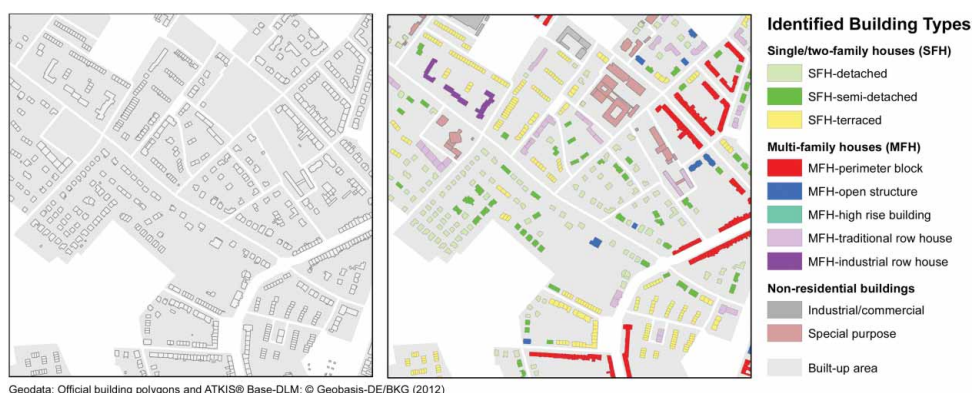 Identified Building Types
Single/two-family houses (SFH)
SFH-detached
SFH-semi-detached
SFH-terraced
Multi-family houses (MFH)
MFH-perimeter block
MFH-open structure
MFH-high rise building
MFH-traditional row house
MFH-industrial row house
Non-residential buildings
Industrial/commercial
Special purpose
Built-up area
Geodata: Official building polygons and ATKIS® Base-DLM: © Geobasis-DE/BKG (2012)